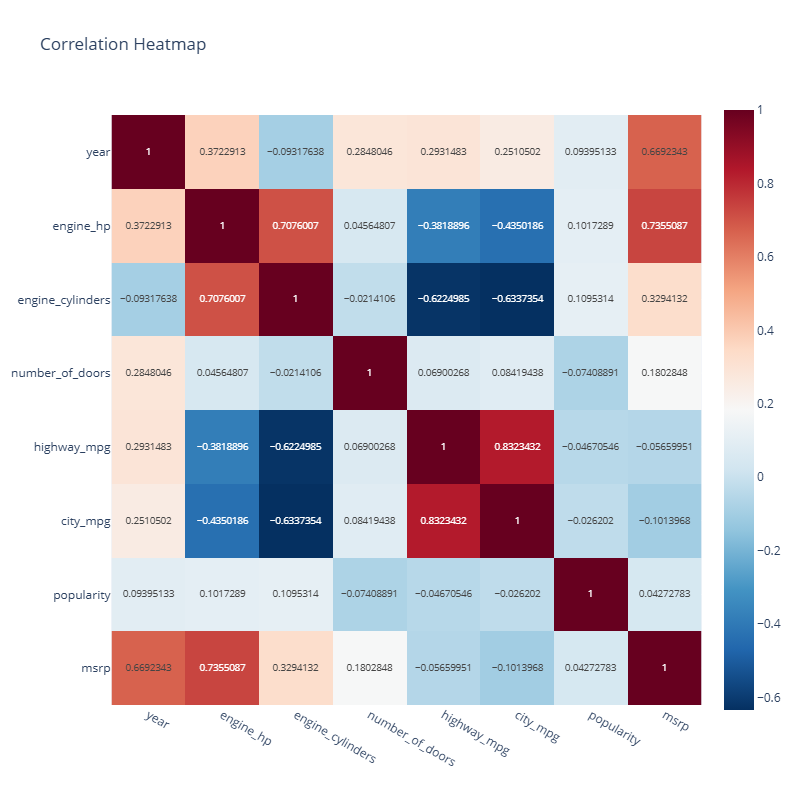 Correlation Heatmap
year 1 0.3722913 −0.09317638 0.2848046 0.2931483 0.2510502 0.09395133 0.6692343
engine_hp 0.3722913 1 0.7076007 0.04564807 −0.3818896 −0.4350186 0.1017289 0.7355087
engine_cylinders −0.09317638 0.7076007 1 −0.0214106 −0.6224985 −0.6337354 0.1095314 0.3294132
number_of_doors 0.2848046 0.04564807 −0.0214106 1 0.06900268 0.08419438 −0.07408891 0.1802848
highway_mpg 0.2931483 −0.3818896 −0.6224985 0.06900268 1 0.8323432 −0.04670546 −0.05659951
city_mpg 0.2510502 −0.4350186 −0.6337354 0.08419438 0.8323432 1 −0.026202 −0.1013968
popularity 0.09395133 0.1017289 0.1095314 −0.07408891 −0.04670546 −0.026202 1 0.04272783
msrp 0.6692343 0.7355087 0.3294132 0.1802848 −0.05659951 −0.1013968 0.04272783 1
year engine_hp engine_cylinders number_of_doors highway_mpg city_mpg popularity msrp
1
0.8
0.6
0.4
0.2
0
−0.2
−0.4
−0.6